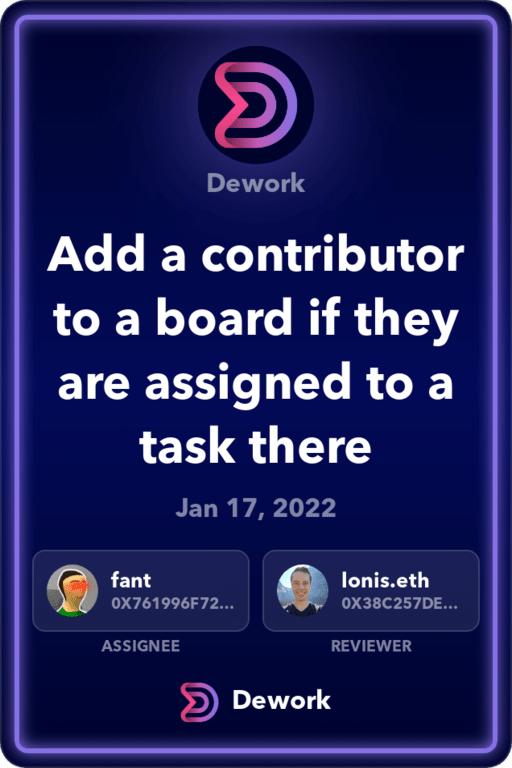 Dework
Add a contributor
to a board if they
are assigned to a
task there
Jan 17, 2022
fant
0X761996F72...
lonis.eth
0X38C257DE...
ASSIGNEE
REVIEWER
Dework